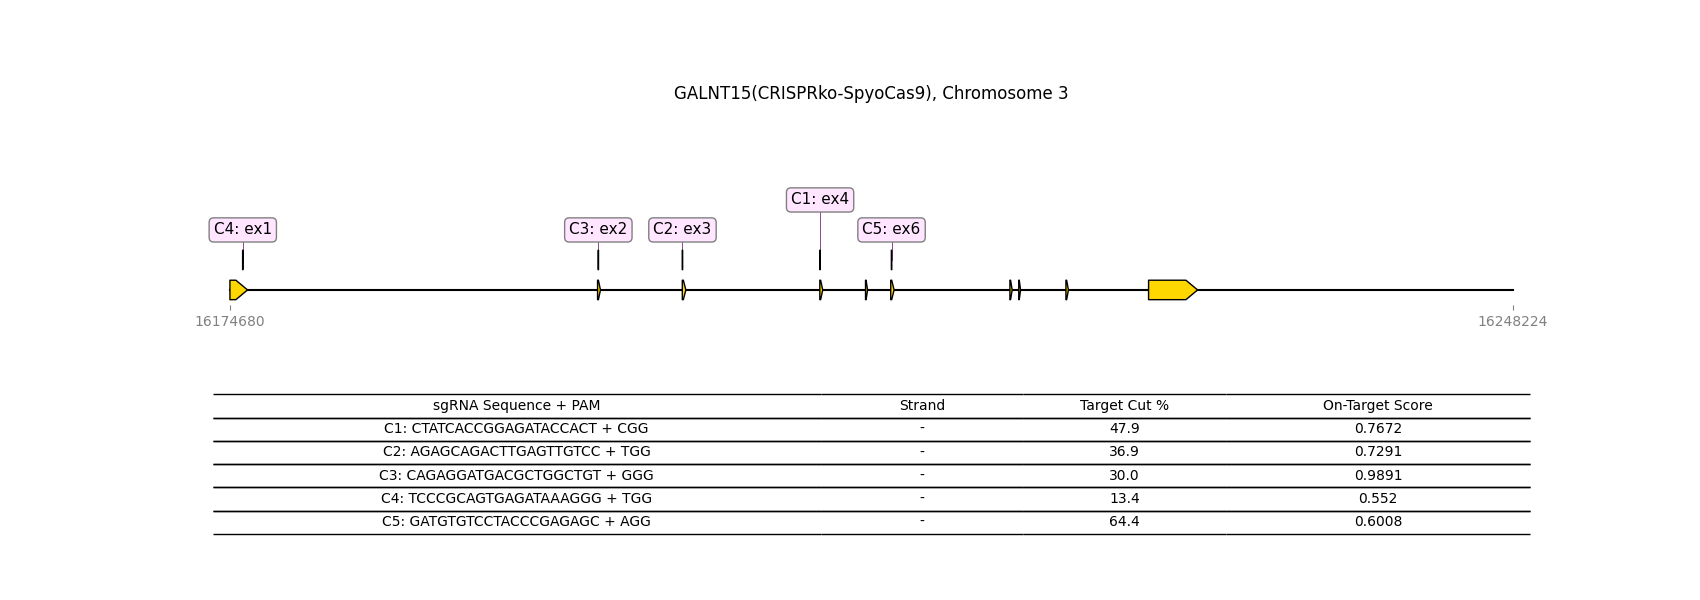 GALNT15(CRISPRko-SpyoCas9), Chromosome 3
C1: ex4
C4: ex1 C3: ex2 C2: ex3 C5: ex6
16174680 16248224
sgRNA Sequence + PAM Strand Target Cut % On-Target Score
C1: CTATCACCGGAGATACCACT + CGG - 47.9 0.7672
C2: AGAGCAGACTTGAGTTGTCC + TGG - 36.9 0.7291
C3: CAGAGGATGACGCTGGCTGT + GGG - 30.0 0.9891
C4: TCCCGCAGTGAGATAAAGGG + TGG - 13.4 0.552
C5: GATGTGTCCTACCCGAGAGC + AGG - 64.4 0.6008